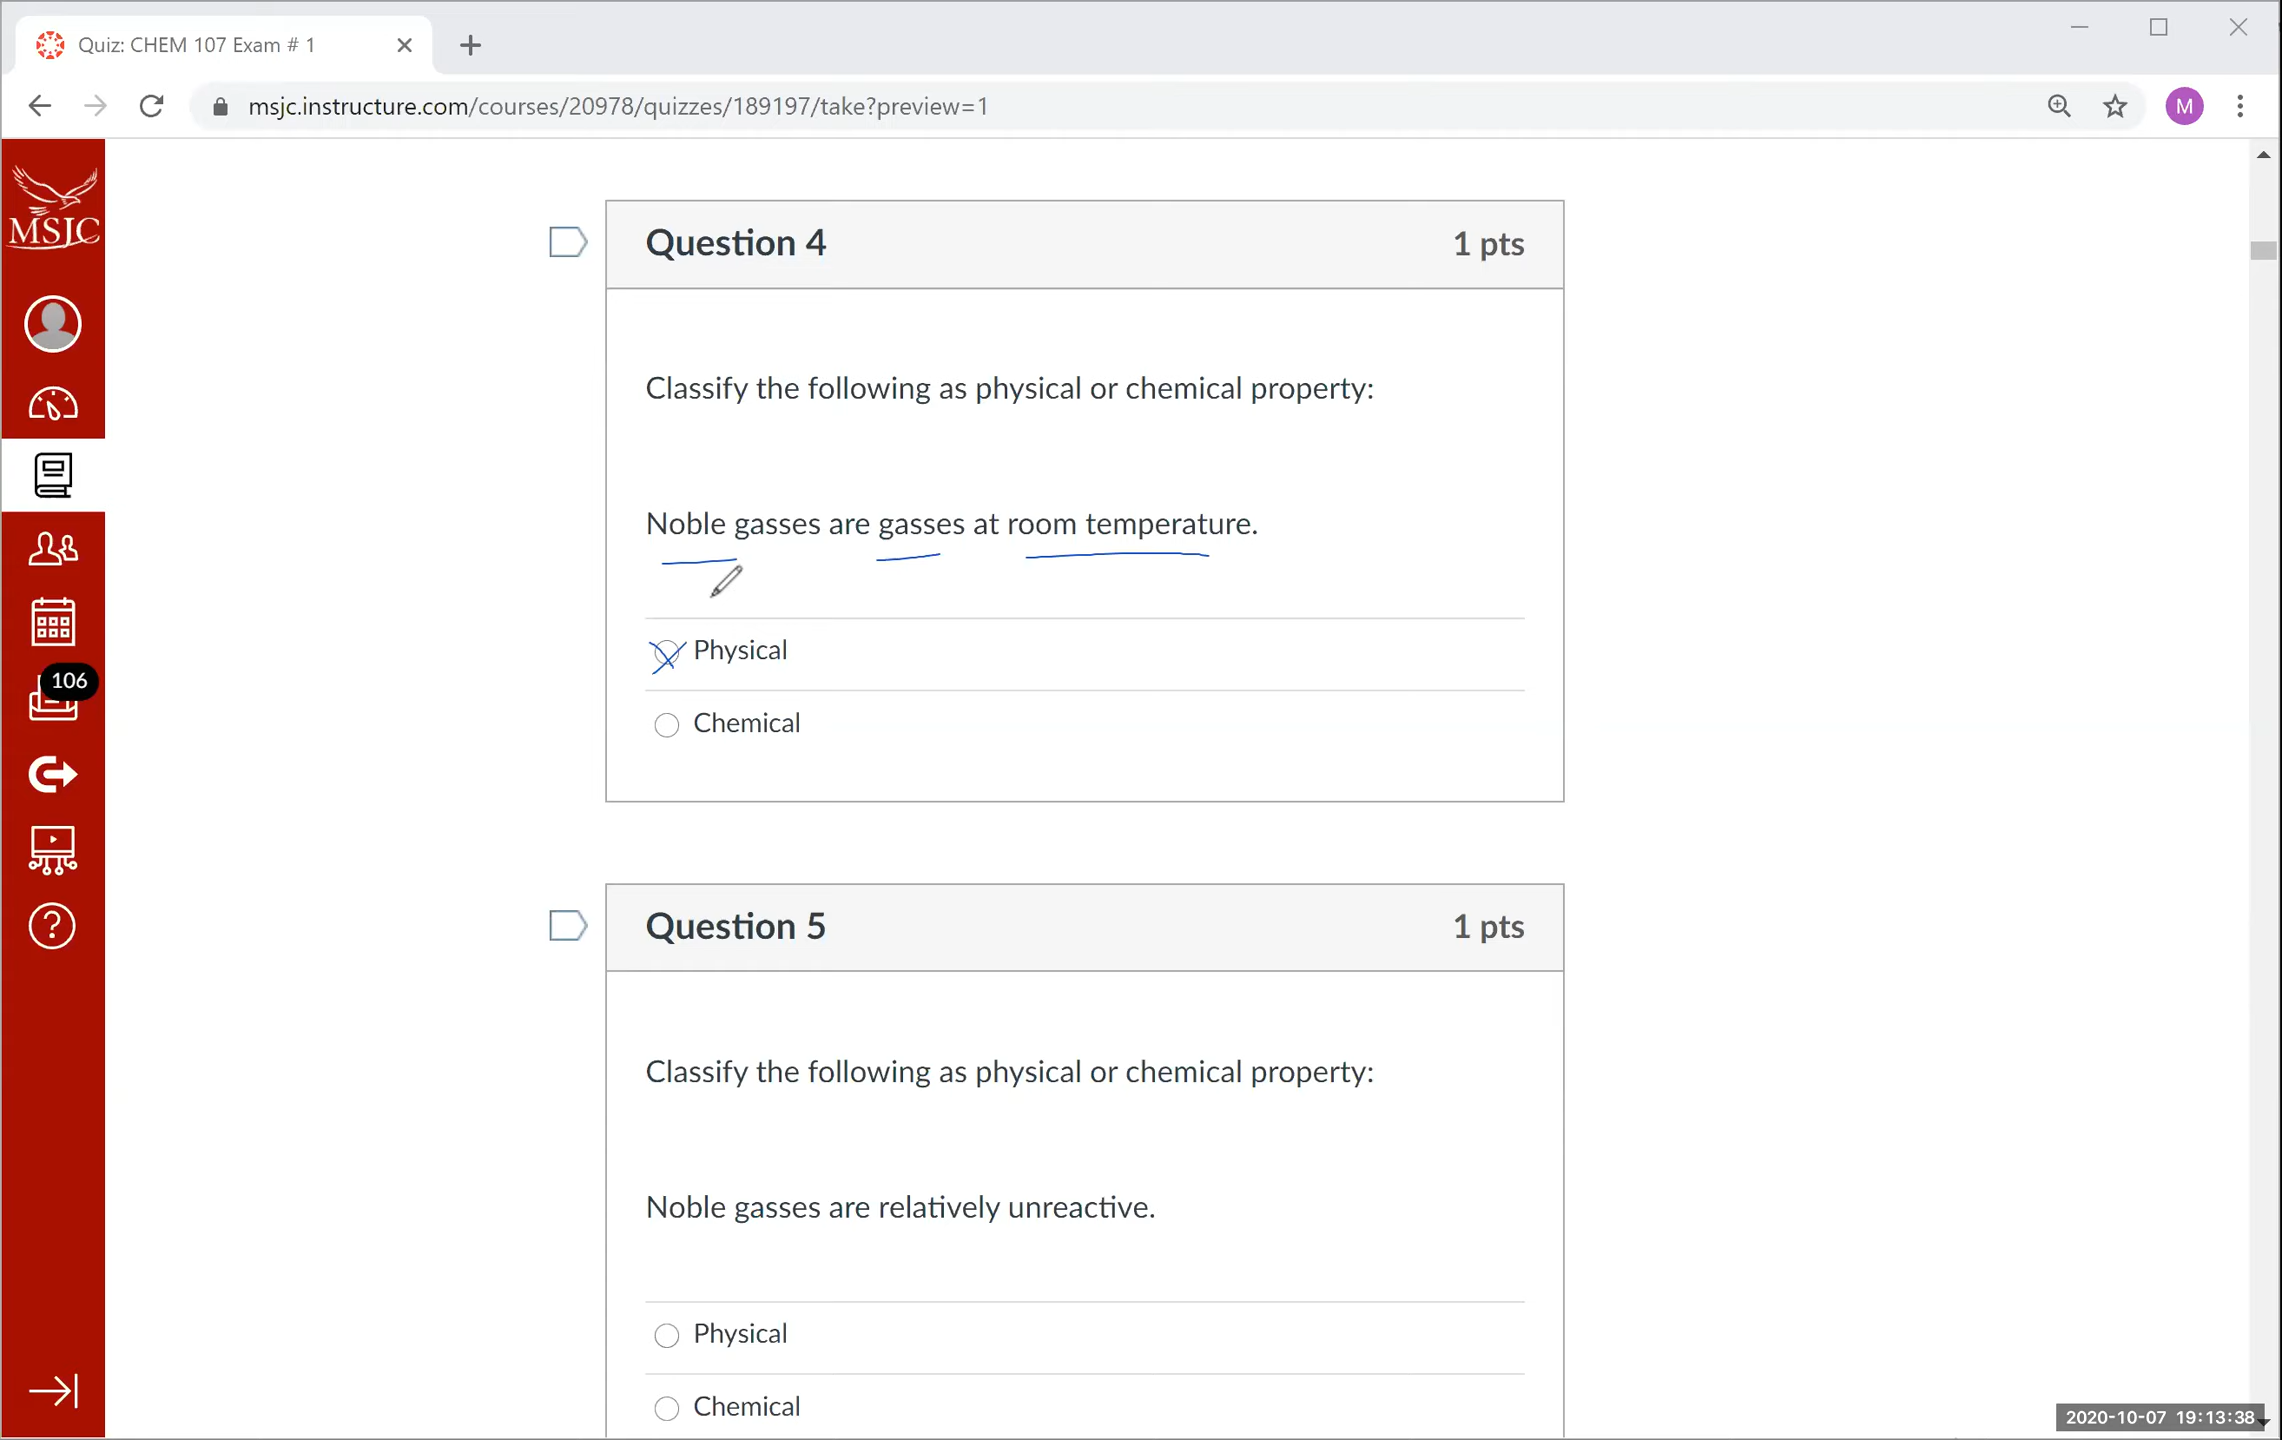 Quiz: CHEM 107 Exam # 1
msjc.instructure.com/courses/20978/quizzes/189197/take?preview=1
M
MSJC
106
Question 4
1 pts
Classify the following as physical or chemical property:
Noble gasses are gasses at room temperature.
Physical
Chemical
Question 5
1 pts
Classify the following as physical or chemical property:
Noble gasses are relatively unreactive.
Physical
Chemical
2020-10-07 19:13:38